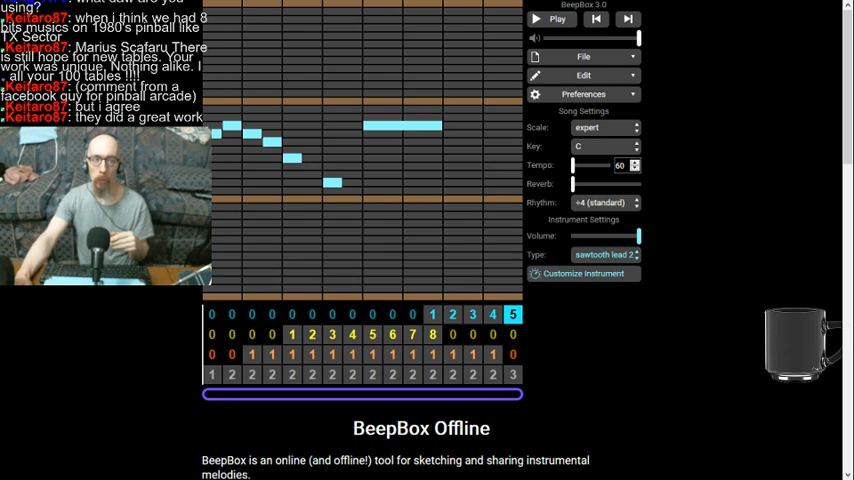 what daw are you
using?
Keitaro87: when i think we had 8
bits musics on 1980's pinball like
TX Sector
Keitaro87: Marius Scafaru There
is still hope for new tables. Your
work was unique. Nothing alike. I
all your 100 tables !!!!
Keitaro87: (comment from a
facebook guy for pinball arcade)
Keitaro87: but i agree
Keitaro87: they did a great work
BeepBox 3.0
Play
File
Edit
Preferences
Song Settings
Scale: expert
Key: C
Tempo: 60
Reverb:
Rhythm: ÷4 (standard)
Instrument Settings
Volume:
Type: sawtooth lead 2
Customize Instrument
0 0 0 0 0 0 0 0 0 0 0 1 2 3 4 5
0 0 0 0 1 2 3 4 5 6 7 8 0 0 0 0
0 0 1 1 1 1 1 1 1 1 1 1 1 1 1 0
1 2 2 2 2 2 2 2 2 2 2 2 2 2 2 3
BeepBox Offline
BeepBox is an online (and offline!) tool for sketching and sharing instrumental
melodies.